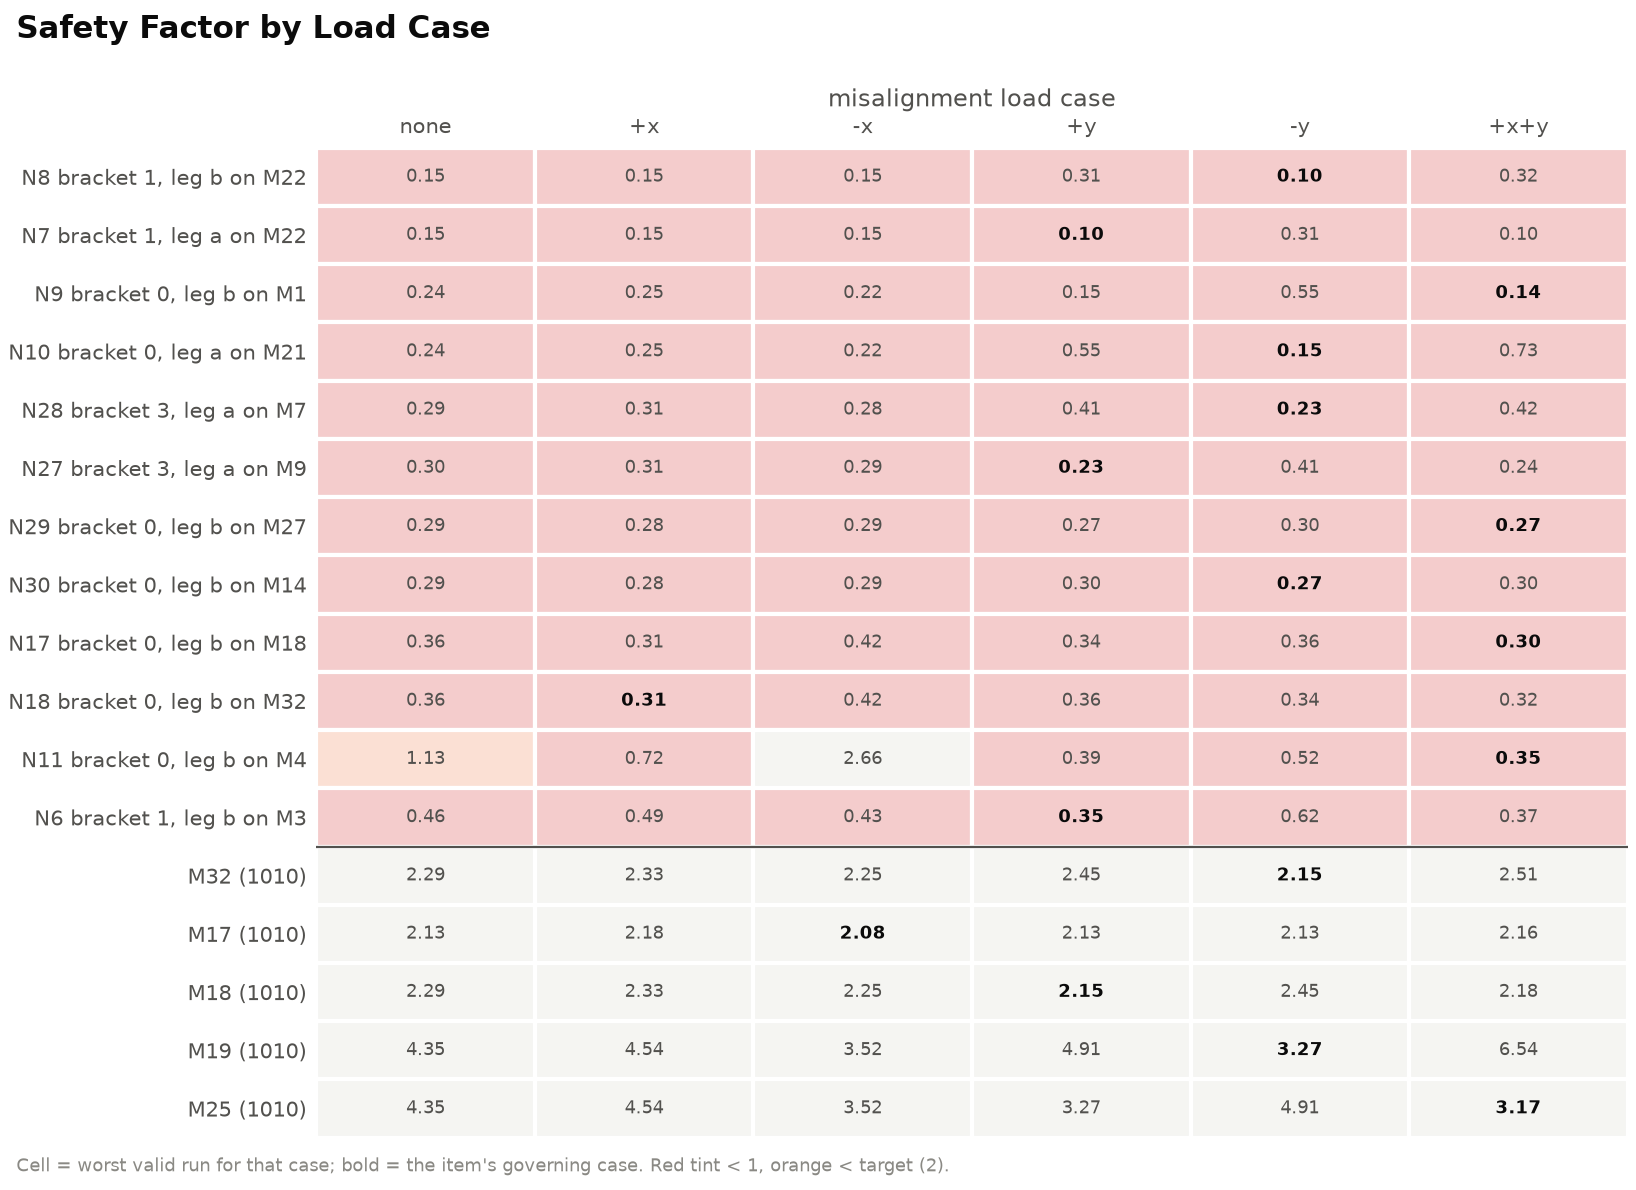 Safety Factor by Load Case
misalignment load case
none +x -x +y -y +x+y
N8 bracket 1, leg b on M22 0.15 0.15 0.15 0.31 0.10 0.32
N7 bracket 1, leg a on M22 0.15 0.15 0.15 0.10 0.31 0.10
N9 bracket 0, leg b on M1 0.24 0.25 0.22 0.15 0.55 0.14
N10 bracket 0, leg a on M21 0.24 0.25 0.22 0.55 0.15 0.73
N28 bracket 3, leg a on M7 0.29 0.31 0.28 0.41 0.23 0.42
N27 bracket 3, leg a on M9 0.30 0.31 0.29 0.23 0.41 0.24
N29 bracket 0, leg b on M27 0.29 0.28 0.29 0.27 0.30 0.27
N30 bracket 0, leg b on M14 0.29 0.28 0.29 0.30 0.27 0.30
N17 bracket 0, leg b on M18 0.36 0.31 0.42 0.34 0.36 0.30
N18 bracket 0, leg b on M32 0.36 0.31 0.42 0.36 0.34 0.32
N11 bracket 0, leg b on M4 1.13 0.72 2.66 0.39 0.52 0.35
N6 bracket 1, leg b on M3 0.46 0.49 0.43 0.35 0.62 0.37
M32 (1010) 2.29 2.33 2.25 2.45 2.15 2.51
M17 (1010) 2.13 2.18 2.08 2.13 2.13 2.16
M18 (1010) 2.29 2.33 2.25 2.15 2.45 2.18
M19 (1010) 4.35 4.54 3.52 4.91 3.27 6.54
M25 (1010) 4.35 4.54 3.52 3.27 4.91 3.17
Cell = worst valid run for that case; bold = the item's governing case. Red tint < 1, orange < target (2).